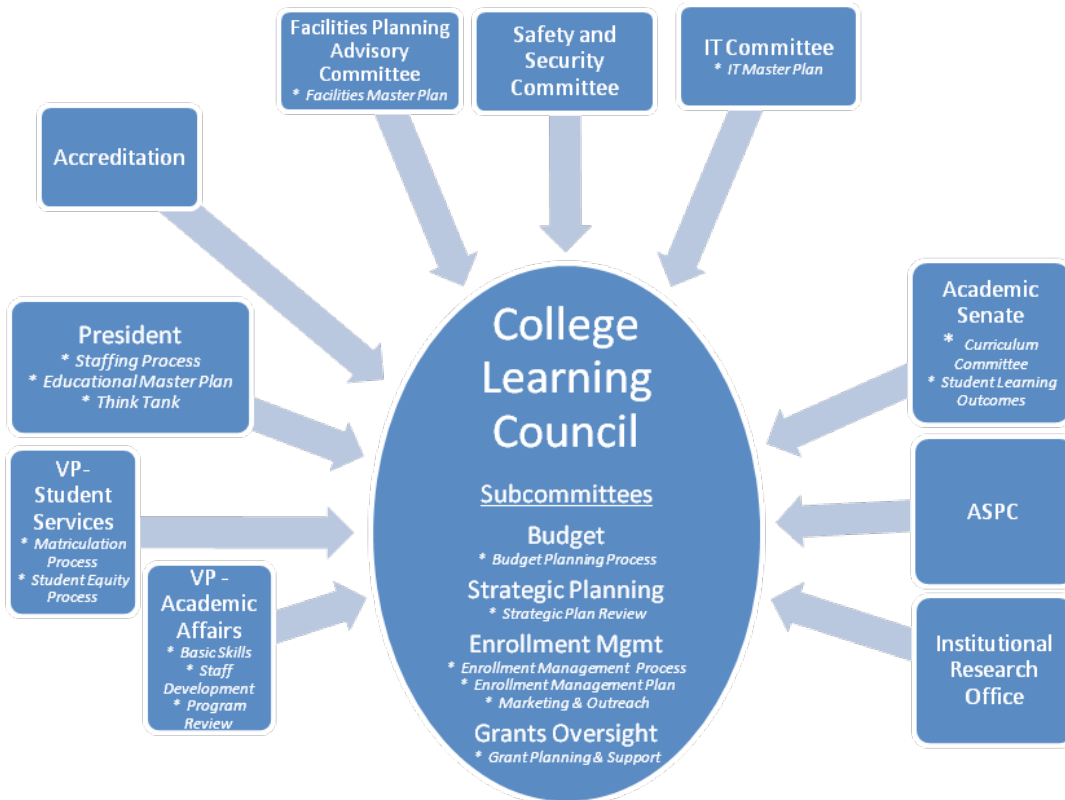 Facilities Planning
Advisory
Committee
* Facilities Master Plan
Safety and
Security
Committee
IT Committee
* IT Master Plan
Accreditation
President
* Staffing Process
* Educational Master Plan
* Think Tank
VP-
Student
Services
* Matriculation
Process
* Student Equity
Process
VP -
Academic
Affairs
* Basic Skills
* Staff
Development
* Program
Review
College
Learning
Council
Subcommittees
Budget
* Budget Planning Process
Strategic Planning
* Strategic Plan Review
Enrollment Mgmt
* Enrollment Management Process
* Enrollment Management Plan
* Marketing & Outreach
Grants Oversight
* Grant Planning & Support
Academic
Senate
* Curriculum
Committee
* Student Learning
Outcomes
ASPC
Institutional
Research
Office